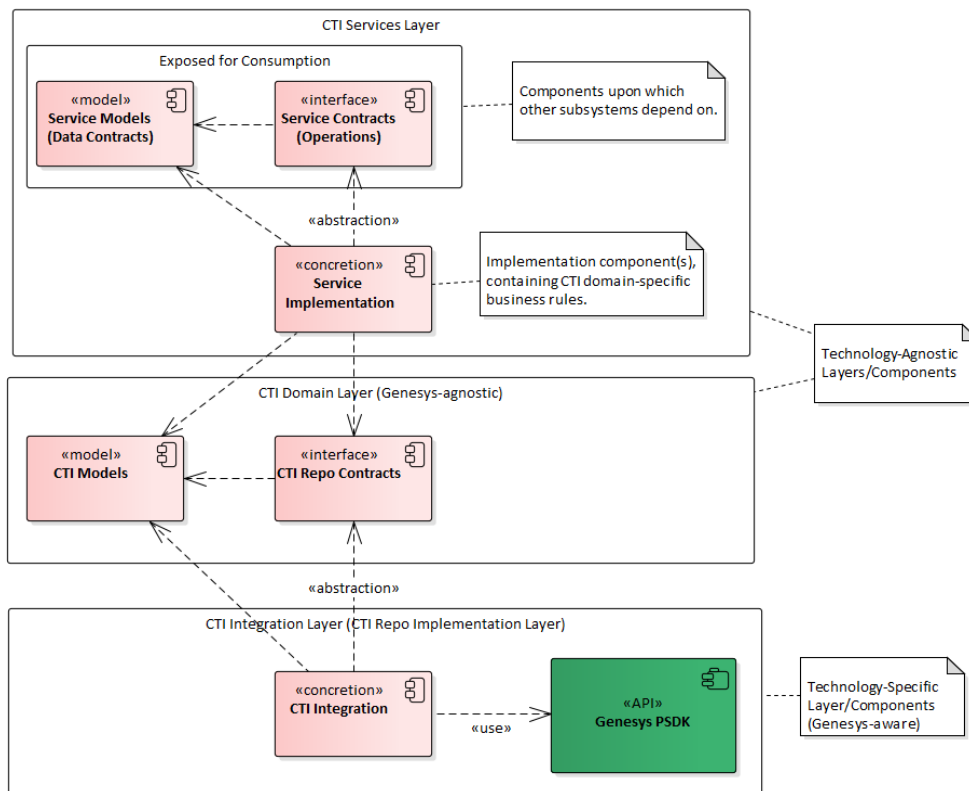 CTI Services Layer
Exposed for Consumption
«model»
Service Models
(Data Contracts)
«interface»
Service Contracts
(Operations)
Components upon which
other subsystems depend on.
«abstraction»
«concretion»
Service
Implementation
Implementation component(s),
containing CTI domain-specific
business rules.
Technology-Agnostic
Layers/Components
CTI Domain Layer (Genesys-agnostic)
«model»
CTI Models
«interface»
CTI Repo Contracts
«abstraction»
CTI Integration Layer (CTI Repo Implementation Layer)
«concretion»
CTI Integration
«use»
«API»
Genesys PSDK
Technology-Specific
Layer/Components
(Genesys-aware)